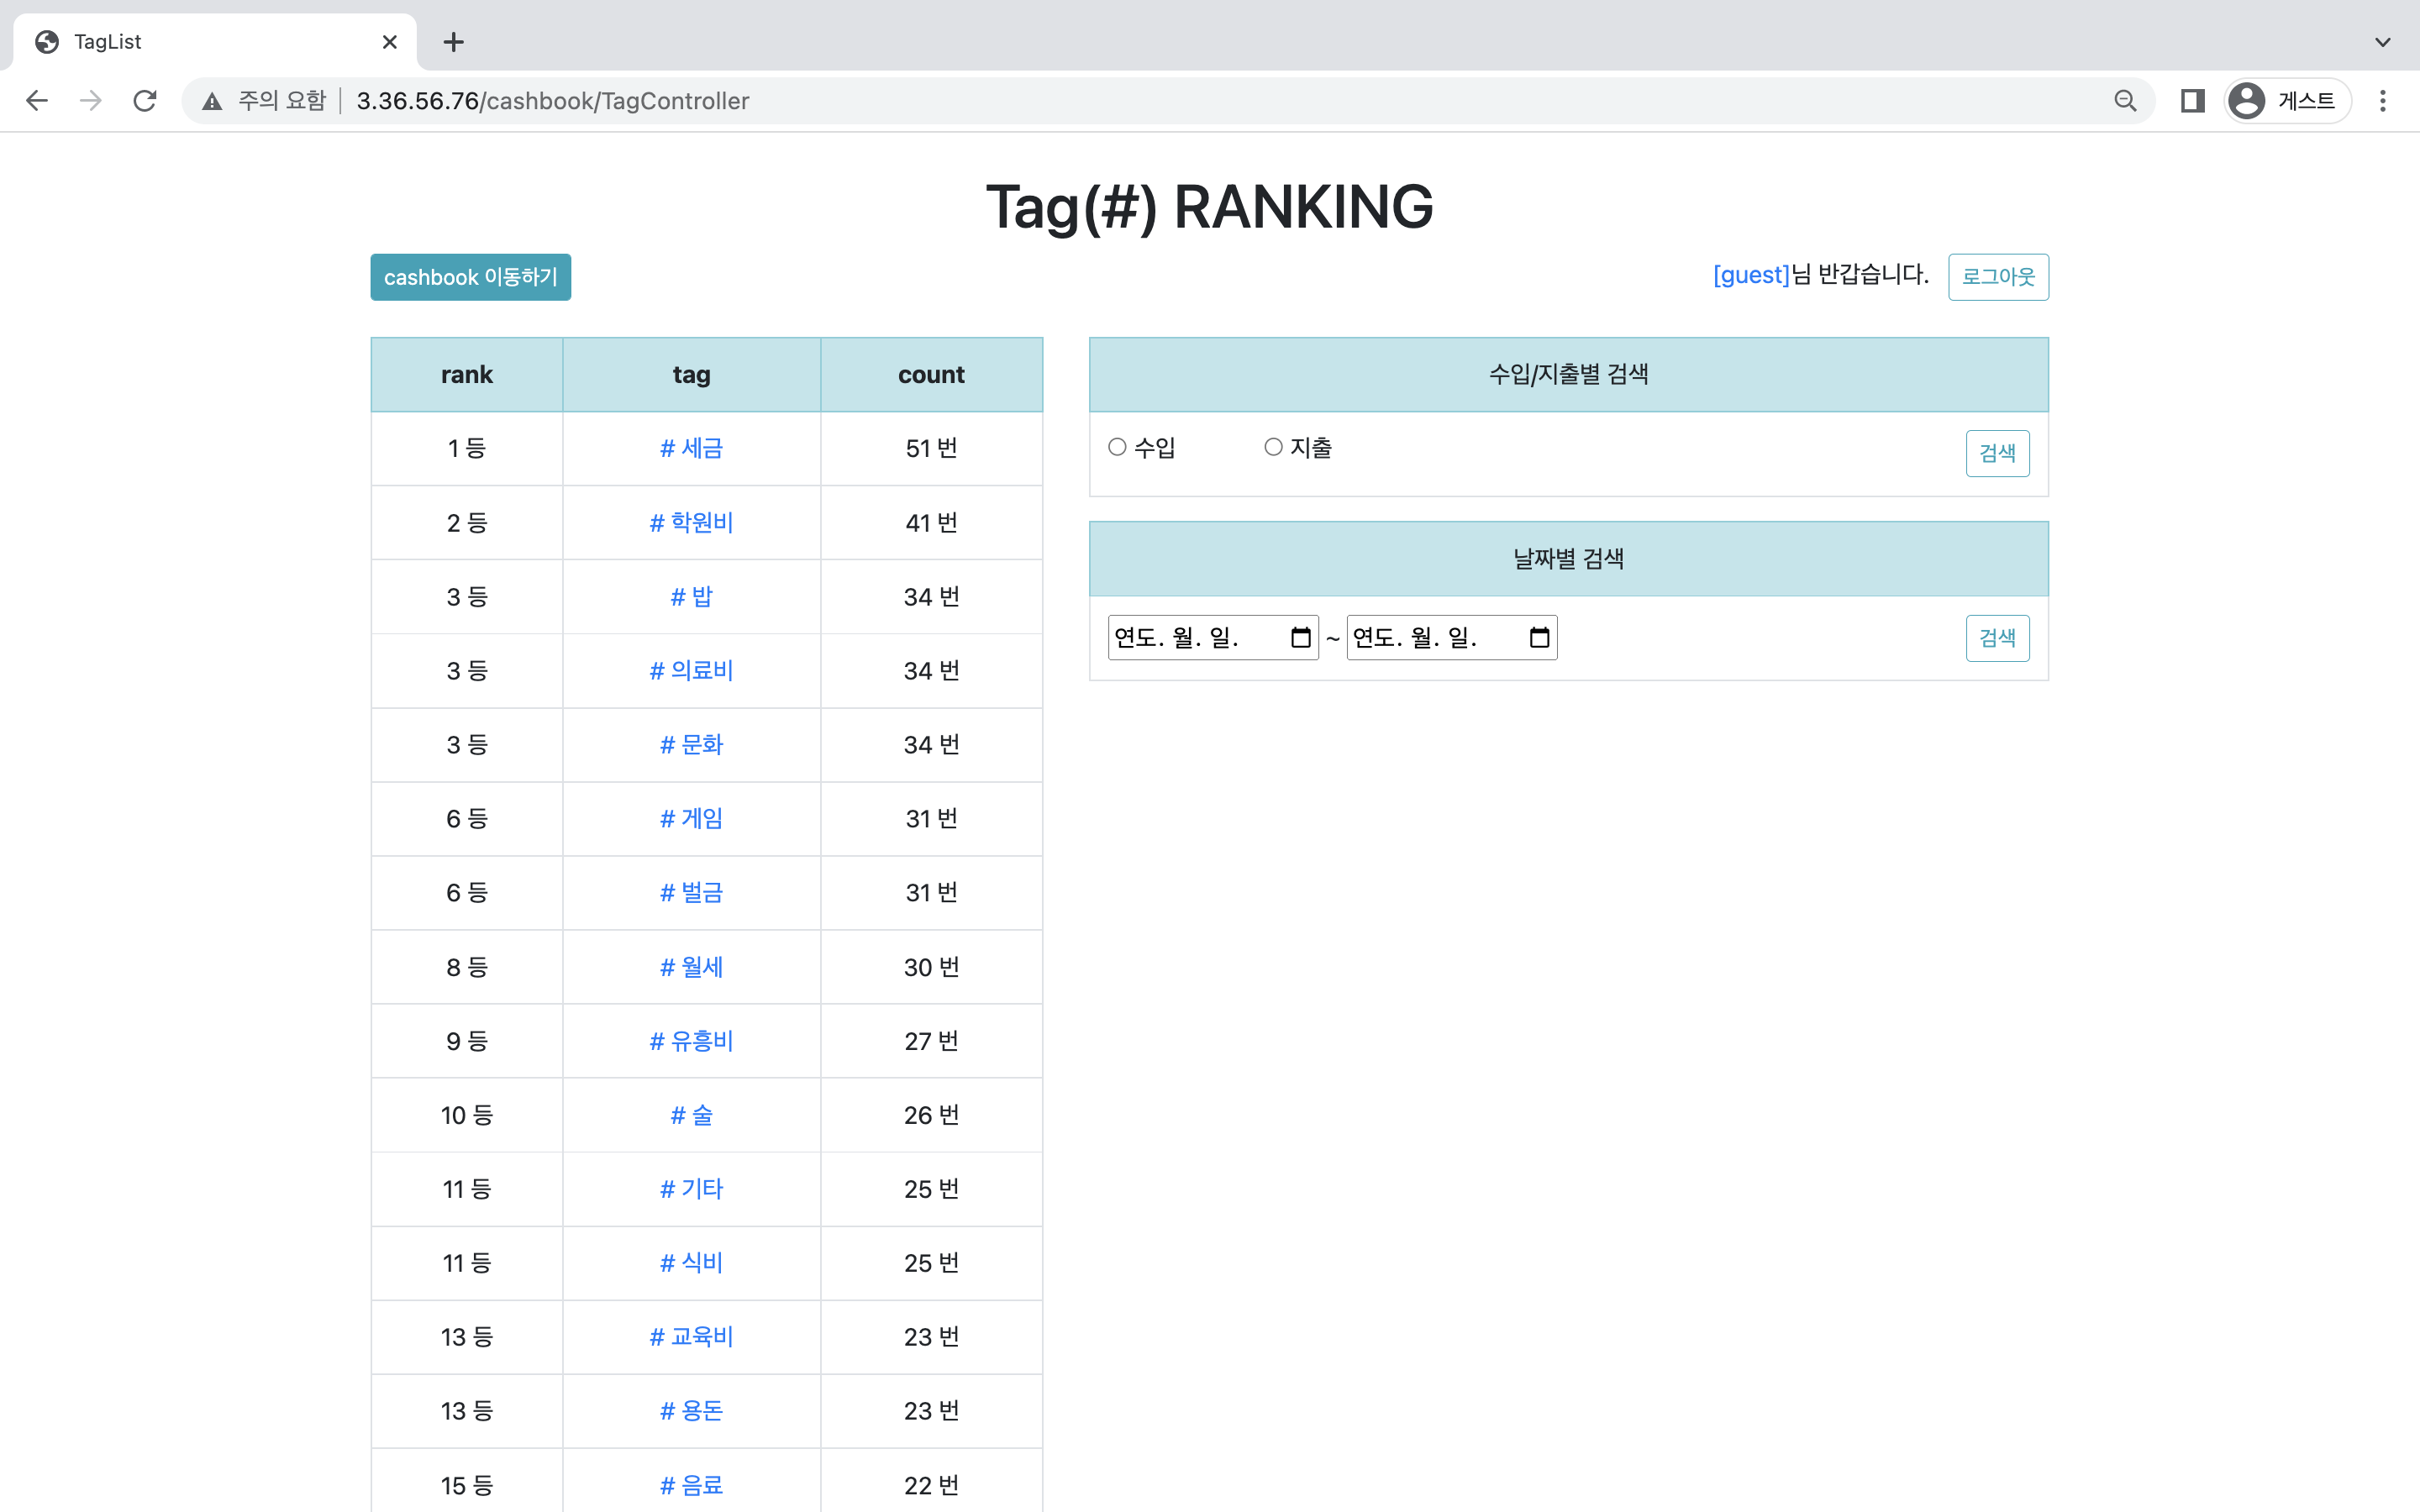 TagList
주의 요함 3.36.56.76/cashbook/TagController 게스트
Tag(#) RANKING
cashbook 이동하기 [guest]님 반갑습니다. 로그아웃
rank tag count
1 등 # 세금 51 번
2 등 # 학원비 41 번
3 등 # 밥 34 번
3 등 # 의료비 34 번
3 등 # 문화 34 번
6 등 # 게임 31 번
6 등 # 벌금 31 번
8 등 # 월세 30 번
9 등 # 유흥비 27 번
10 등 # 술 26 번
11 등 # 기타 25 번
11 등 # 식비 25 번
13 등 # 교육비 23 번
13 등 # 용돈 23 번
15 등 # 음료 22 번
수입/지출별 검색
수입 지출 검색
날짜별 검색
연도. 월. 일. ~ 연도. 월. 일. 검색